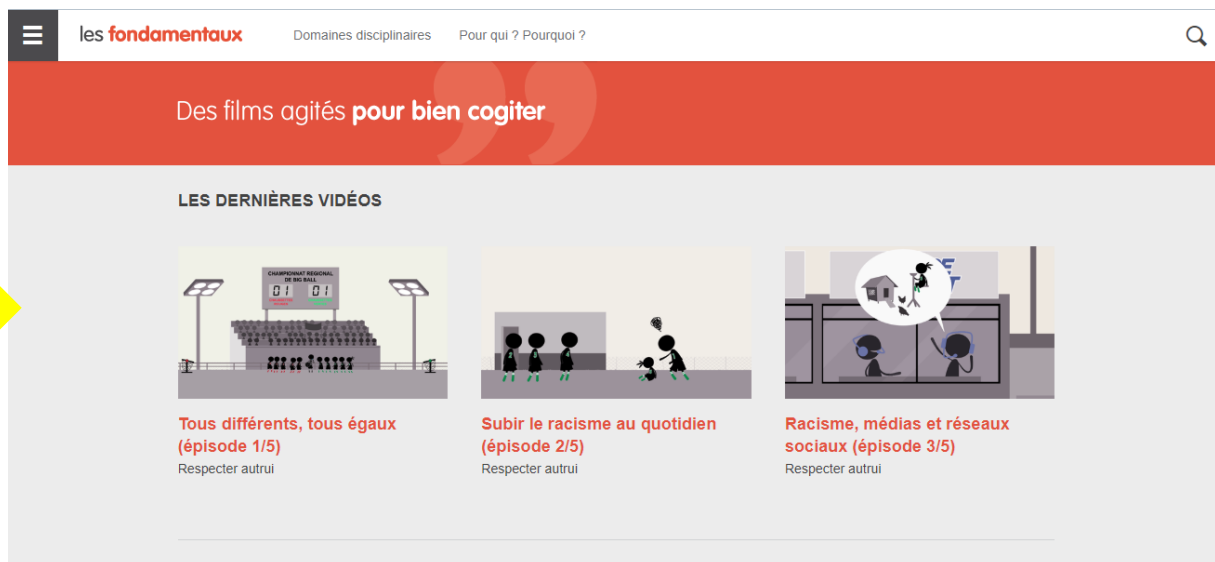 les fondamentaux
Domaines disciplinaires
Pour qui ? Pourquoi ?
Des films agités pour bien cogiter
LES DERNIÈRES VIDÉOS
CHAMPIONNAT REGIONAL
DE BIG BALL
01 01
Tous différents, tous égaux
(épisode 1/5)
Respecter autrui
Subir le racisme au quotidien
(épisode 2/5)
Respecter autrui
Racisme, médias et réseaux
sociaux (épisode 3/5)
Respecter autrui